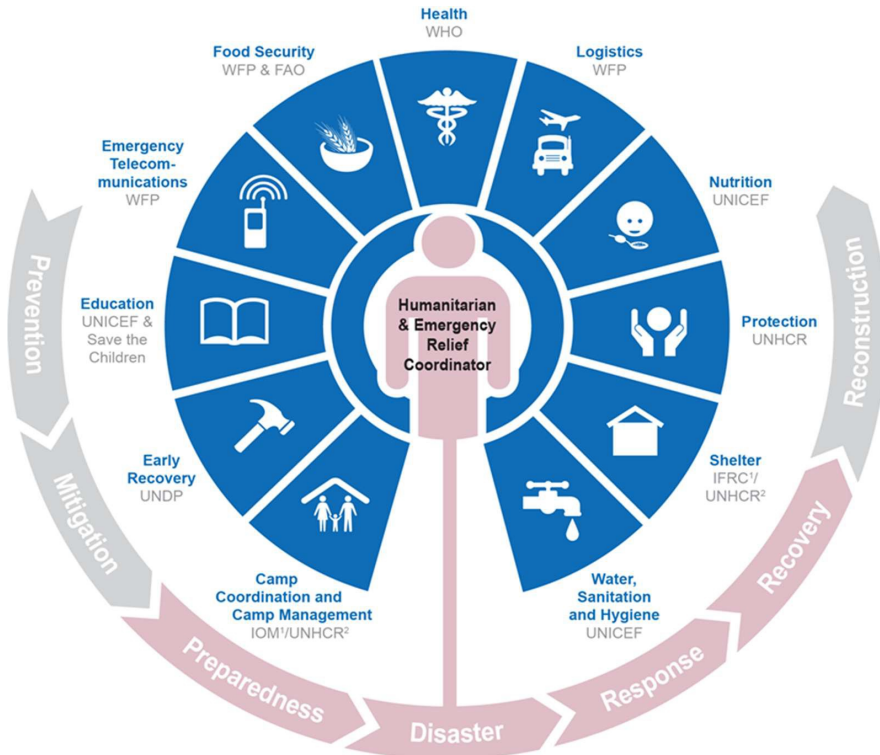 Health
WHO
Food Security
WFP & FAO
Logistics
WFP
Emergency
Telecom-
munications
WFP
Nutrition
UNICEF
Education
UNICEF &
Save the
Children
Protection
UNHCR
Humanitarian
& Emergency
Relief
Coordinator
Early
Recovery
UNDP
Shelter
IFRC¹/
UNHCR²
Camp
Coordination and
Camp Management
IOM¹/UNHCR²
Water,
Sanitation
and Hygiene
UNICEF
Prevention
Mitigation
Preparedness
Disaster
Response
Recovery
Reconstruction